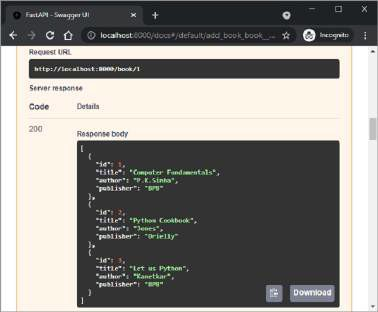 FastAPI - Swagger UI
localhost:8000/docs#/default/add_book_book_...
Incognito
Request URL
http://localhost:8000/book/1
Server response
Code Details
200
Response body
[
{
"id": 1,
"title": "Computer Fundamentals",
"author": "P.K.Sinha",
"publisher": "BPB"
},
{
"id": 2,
"title": "Python Cookbook",
"author": "Jones",
"publisher": "Orielly"
},
{
"id": 3,
"title": "Let us Python",
"author": "Kanetkar",
"publisher": "BPB"
}
]
Download